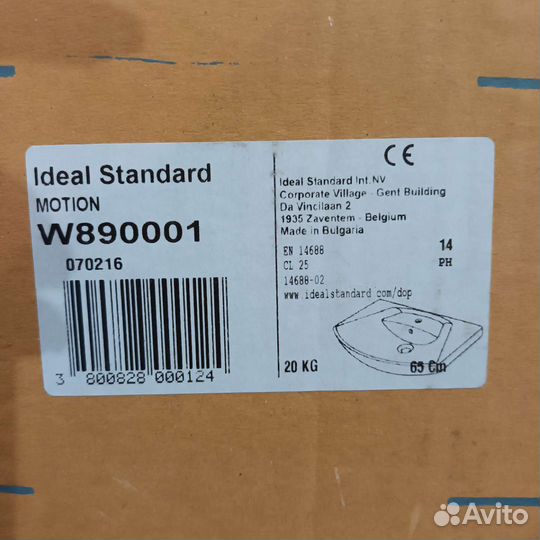 Ideal Standard
MOTION
W890001
070216
3 800828 000124
CE
Ideal Standard Int. NV
Corporate Village - Gent Building
Da Vincilaan 2
1935 Zaventem - Belgium
Made in Bulgaria
EN 14688 14
CL 25 PH
14688-02
www.idealstandard.com/dop
20 KG 65 Cm
Avito